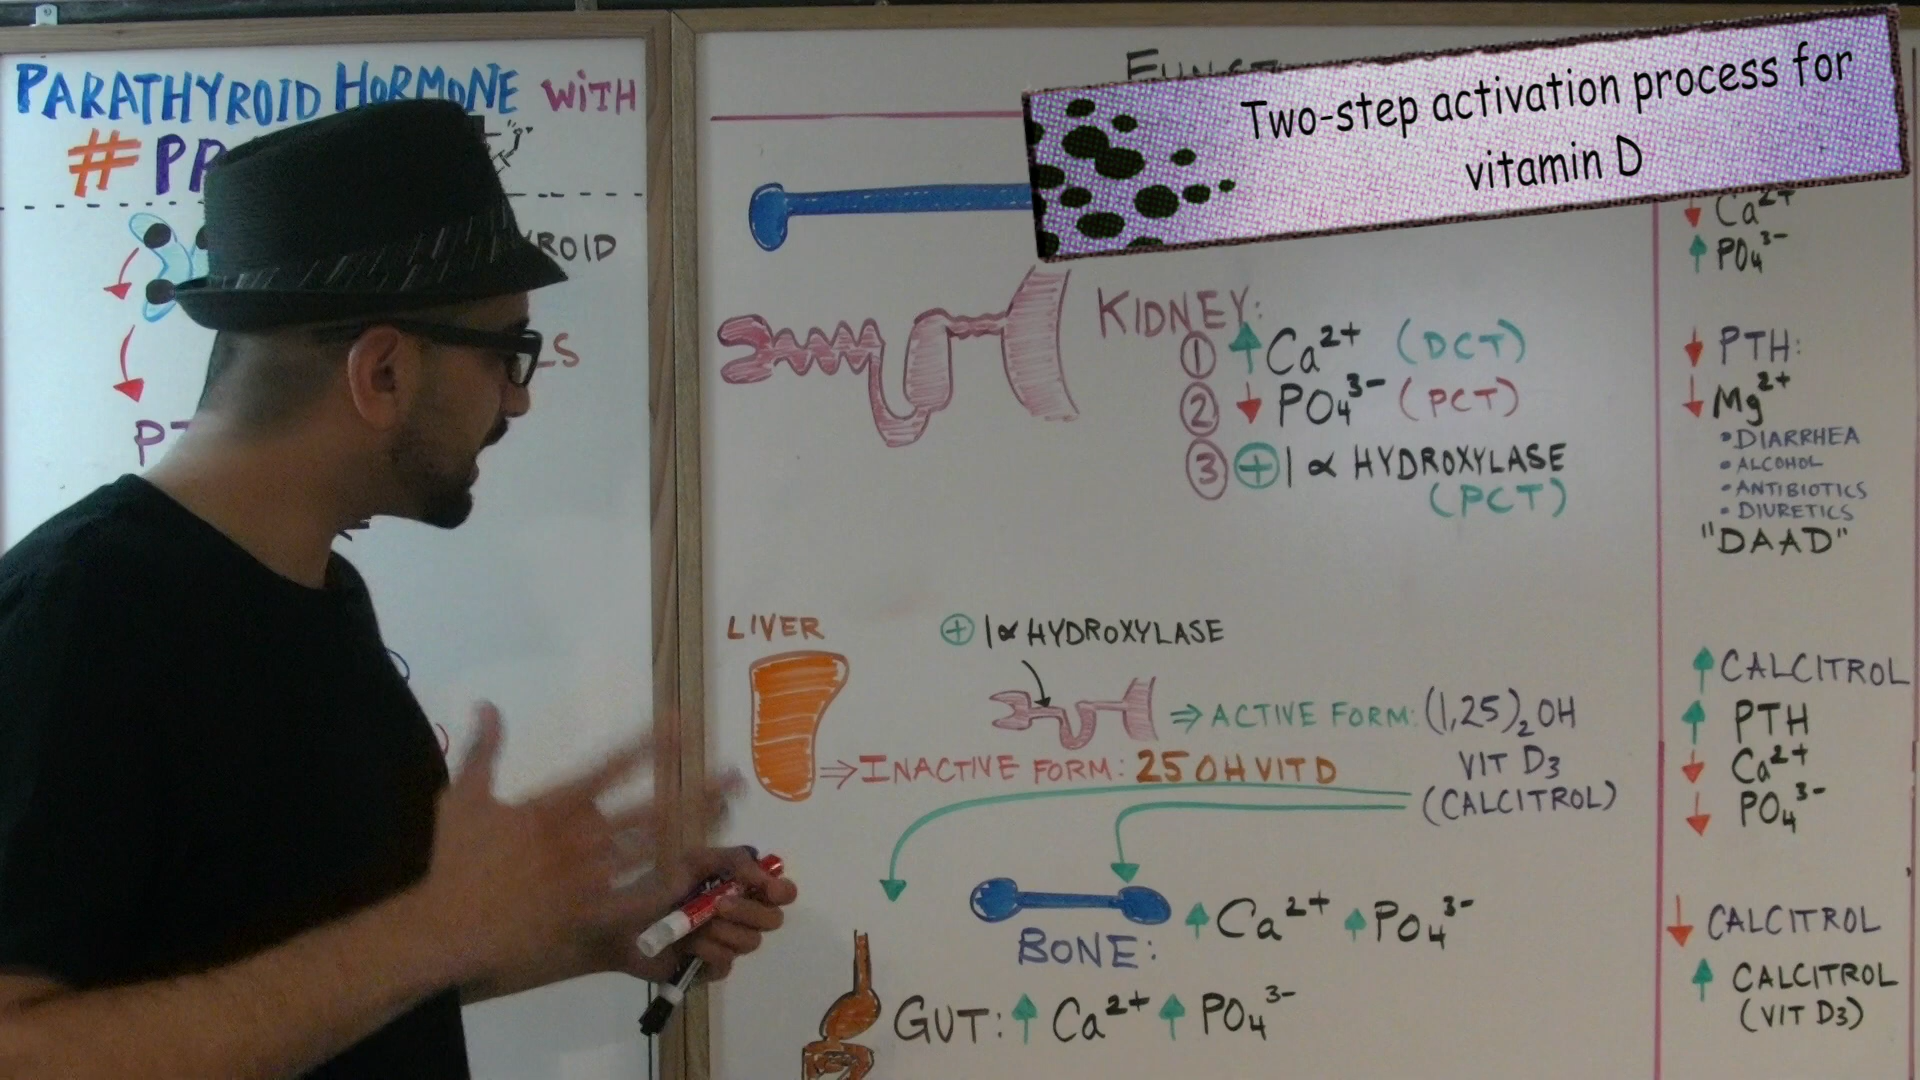 PARATHYROID HORMONE WITH
#
Two-step activation process for
vitamin D
Ca²⁺
PO₄³⁻
KIDNEY:
① Ca²⁺ (DCT)
② PO₄³⁻ (PCT)
③ ⊕ 1α HYDROXYLASE
(PCT)
PTH:
Mg²⁺
• DIARRHEA
• ALCOHOL
• ANTIBIOTICS
• DIURETICS
"DAAD"
LIVER
⊕ 1α HYDROXYLASE
⇒ ACTIVE FORM: (1,25)₂OH
VIT D₃
(CALCITROL)
⇒ INACTIVE FORM: 25 OH VIT D
BONE: ↑ Ca²⁺ ↑ PO₄³⁻
GUT: ↑ Ca²⁺ ↑ PO₄³⁻
↑ CALCITROL
↑ PTH
↓ Ca²⁺
↓ PO₄³⁻
↓ CALCITROL
↑ CALCITROL
(VIT D3)